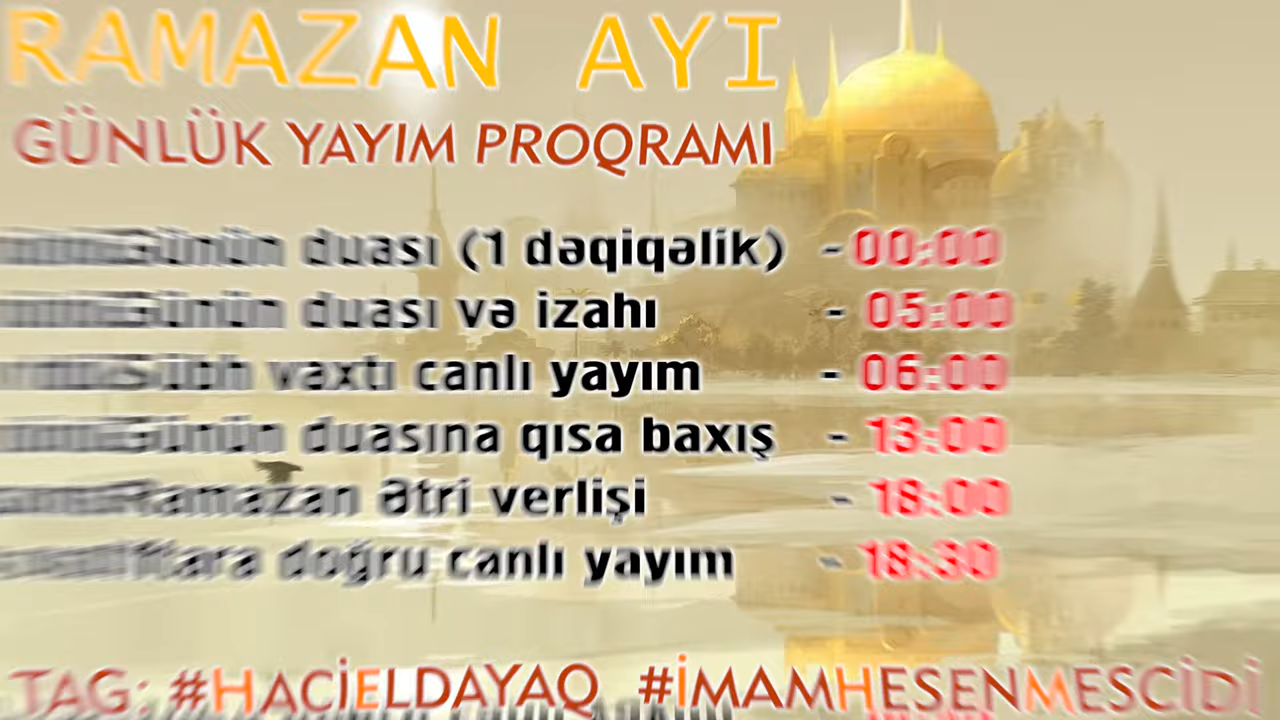 RAMAZAN AYI
GÜNLÜK YAYIM PROQRAMI
Günün duası (1 dəqiqəlik) - 00:00
Günün duası və izahı - 05:00
Sübh vaxtı canlı yayım - 06:00
Günün duasına qısa baxış - 13:00
Ramazan Ətri verlişi - 18:00
İftara doğru canlı yayım - 18:30
TAG: #HACİELDAYAQ #İMAMHESENMESCİDİ